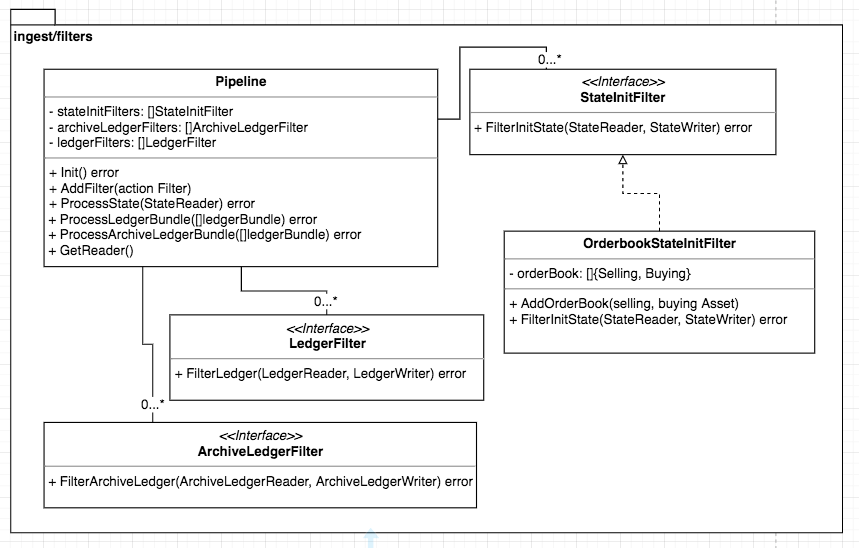 ingest/filters
Pipeline
- stateInitFilters: []StateInitFilter
- archiveLedgerFilters: []ArchiveLedgerFilter
- ledgerFilters: []LedgerFilter
+ Init() error
+ AddFilter(action Filter)
+ ProcessState(StateReader) error
+ ProcessLedgerBundle([]ledgerBundle) error
+ ProcessArchiveLedgerBundle([]ledgerBundle) error
+ GetReader()
0...*
<<Interface>>
StateInitFilter
+ FilterInitState(StateReader, StateWriter) error
OrderbookStateInitFilter
- orderBook: []{Selling, Buying}
+ AddOrderBook(selling, buying Asset)
+ FilterInitState(StateReader, StateWriter) error
0...*
<<Interface>>
LedgerFilter
+ FilterLedger(LedgerReader, LedgerWriter) error
0...*
<<Interface>>
ArchiveLedgerFilter
+ FilterArchiveLedger(ArchiveLedgerReader, ArchiveLedgerWriter) error